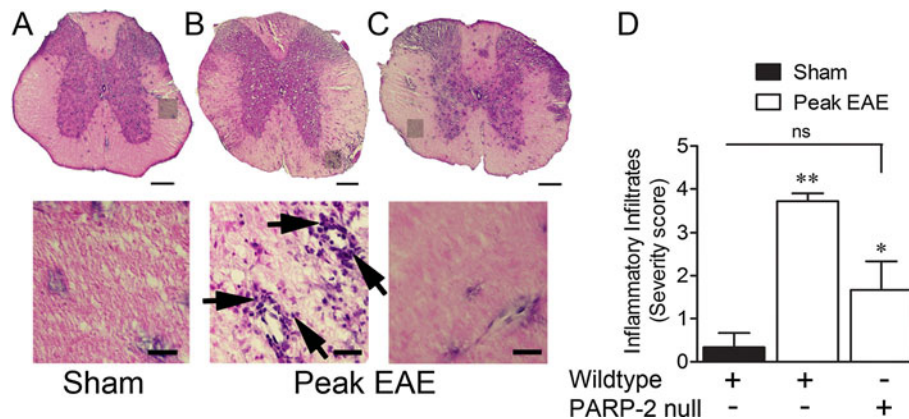 A B C D
Sham
Peak EAE
ns
**
*
Inflammatory Infiltrates
(Severity score)
5
4
3
2
1
0
Wildtype + + -
PARP-2 null - - +
Sham Peak EAE